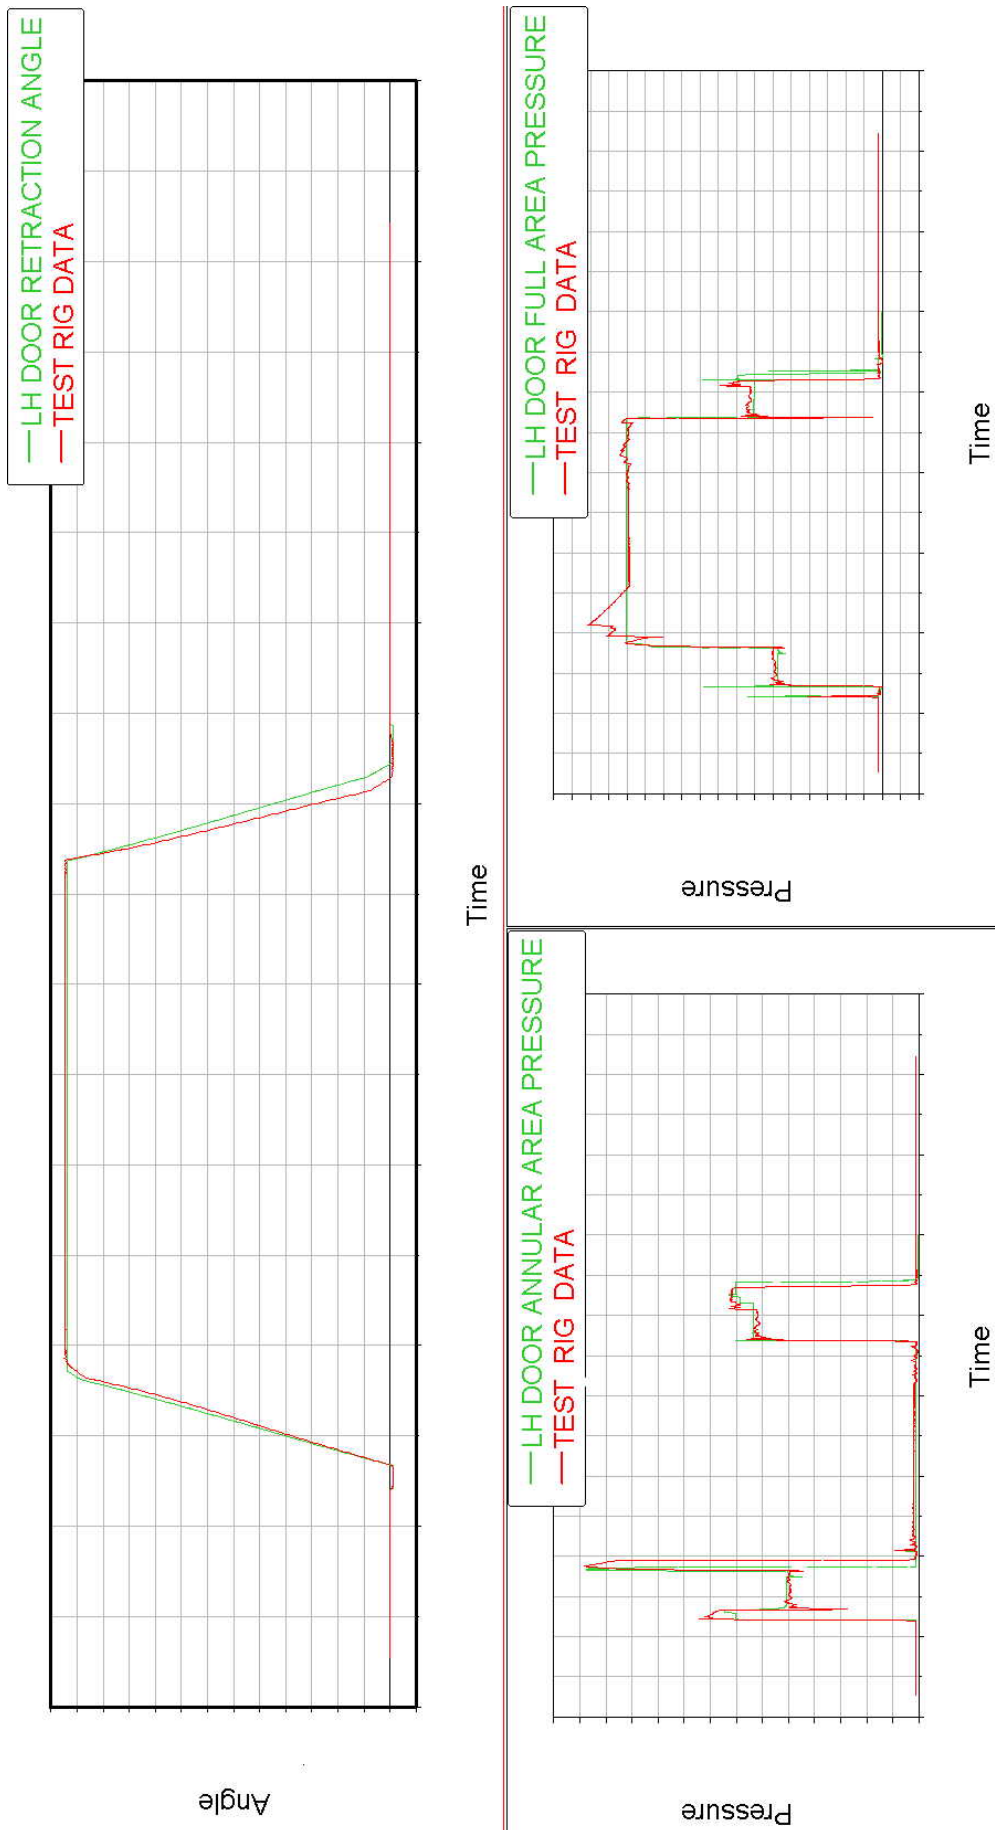 LH DOOR RETRACTION ANGLE
TEST RIG DATA
Angle
Time
LH DOOR ANNULAR AREA PRESSURE
TEST RIG DATA
Pressure
Time
LH DOOR FULL AREA PRESSURE
TEST RIG DATA
Pressure
Time